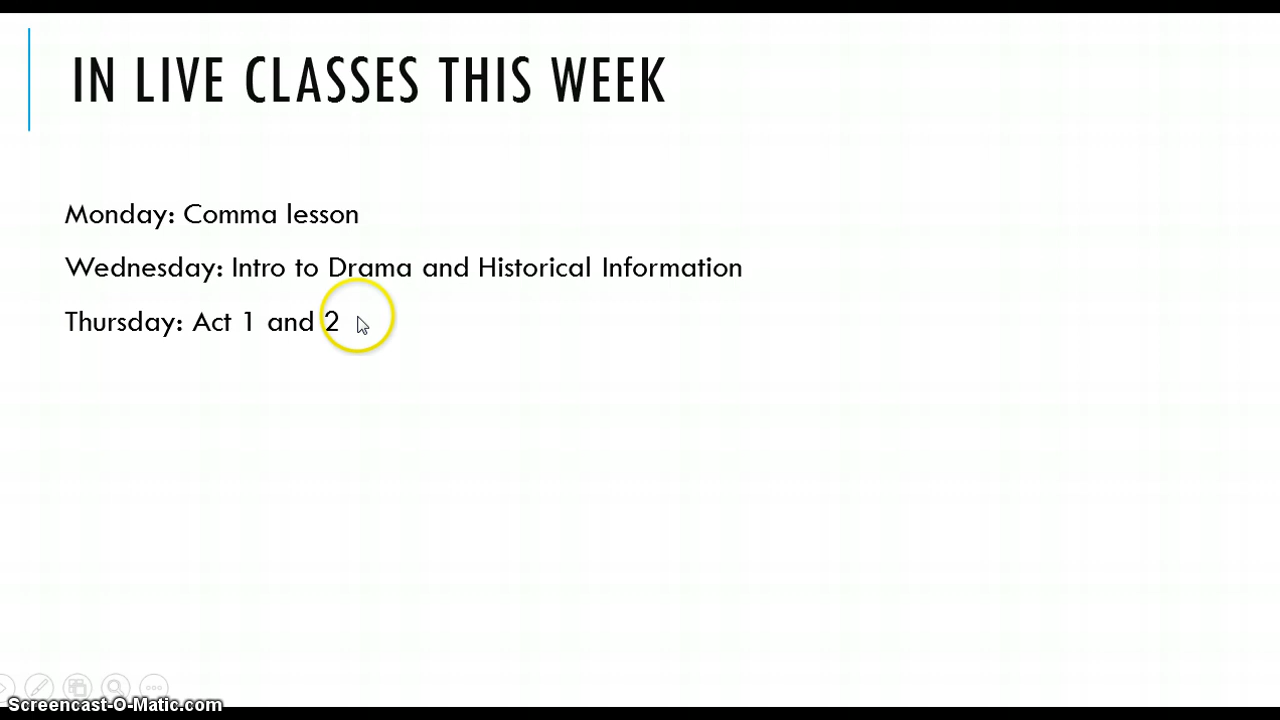 IN LIVE CLASSES THIS WEEK
Monday: Comma lesson
Wednesday: Intro to Drama and Historical Information
Thursday: Act 1 and 2
Screencast-O-Matic.com